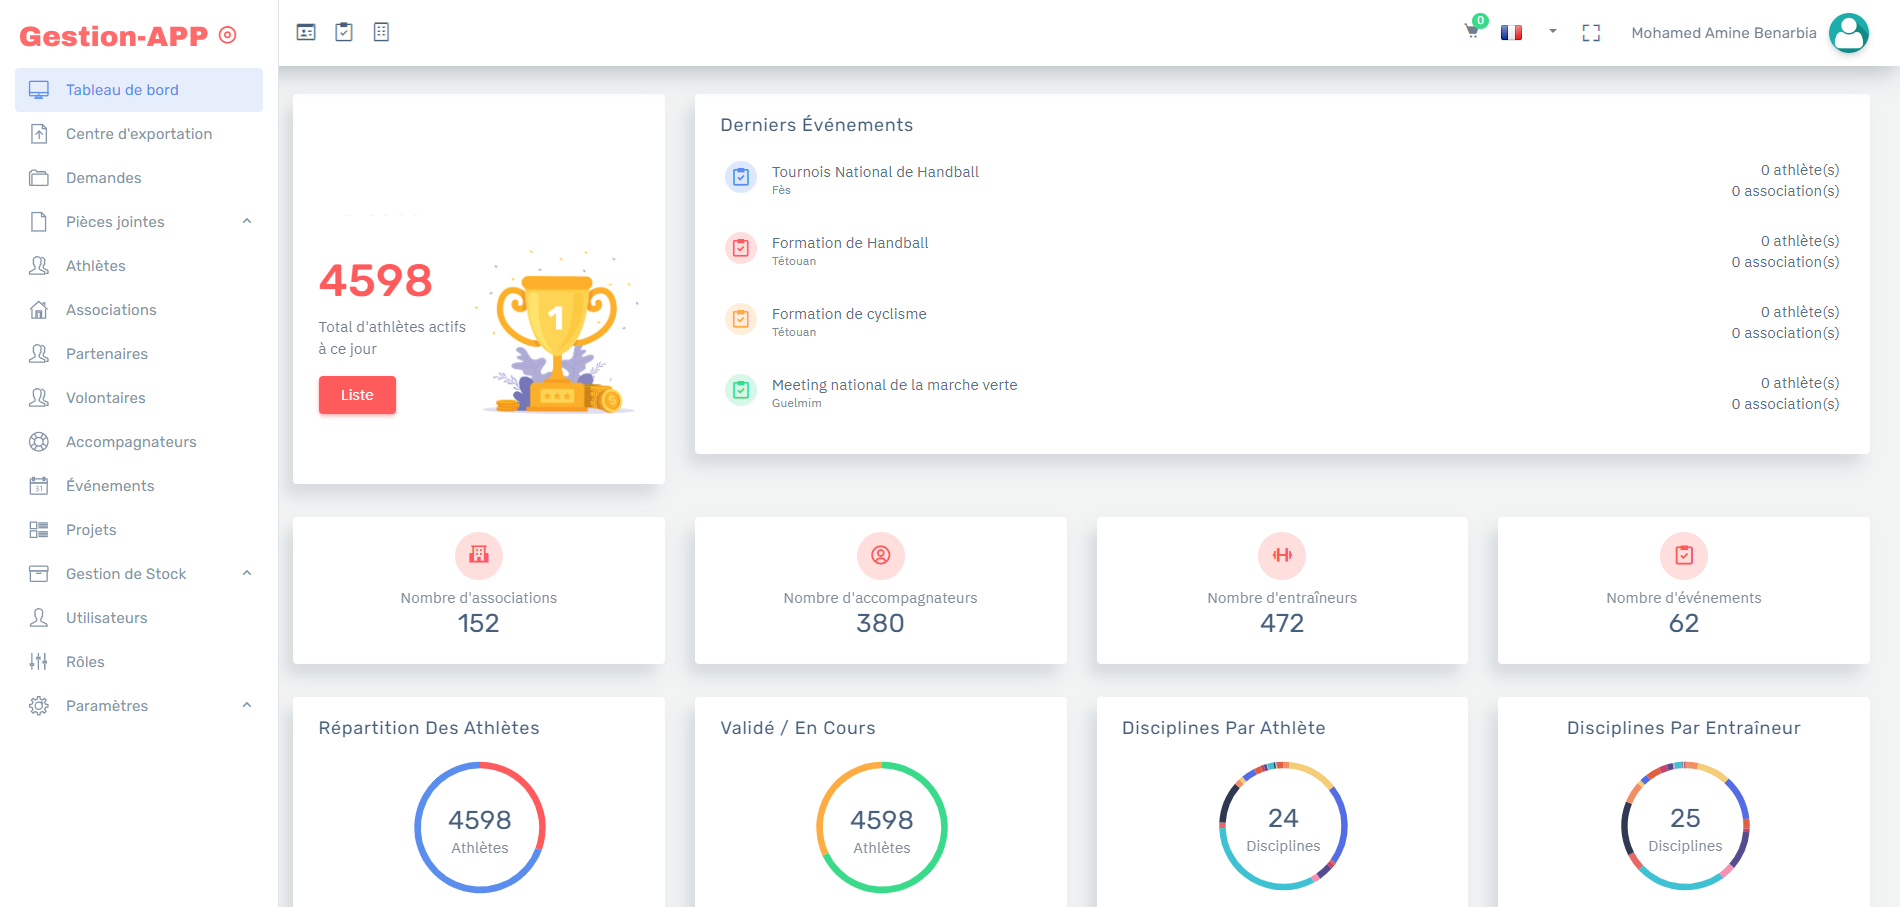 Gestion-APP
Tableau de bord
Centre d'exportation
Demandes
Pièces jointes
Athlètes
Associations
Partenaires
Volontaires
Accompagnateurs
Événements
31
Projets
Gestion de Stock
Utilisateurs
Rôles
Paramètres
0
Mohamed Amine Benarbia
4598
Total d'athlètes actifs
à ce jour
Liste
1
Derniers Événements
Tournois National de Handball
Fès
0 athlète(s)
0 association(s)
Formation de Handball
Tétouan
0 athlète(s)
0 association(s)
Formation de cyclisme
Tétouan
0 athlète(s)
0 association(s)
Meeting national de la marche verte
Guelmim
0 athlète(s)
0 association(s)
Nombre d'associations
152
Nombre d'accompagnateurs
380
Nombre d'entraîneurs
472
Nombre d'événements
62
Répartition Des Athlètes
4598
Athlètes
Validé / En Cours
4598
Athlètes
Disciplines Par Athlète
24
Disciplines
Disciplines Par Entraîneur
25
Disciplines